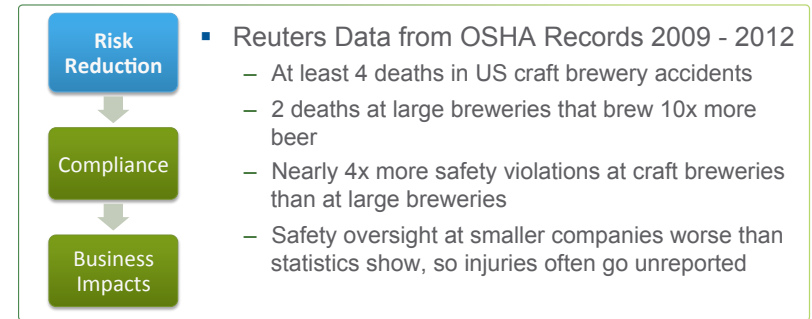 Risk
Reduction
Compliance
Business
Impacts
▪ Reuters Data from OSHA Records 2009 - 2012
– At least 4 deaths in US craft brewery accidents
– 2 deaths at large breweries that brew 10x more
beer
– Nearly 4x more safety violations at craft breweries
than at large breweries
– Safety oversight at smaller companies worse than
statistics show, so injuries often go unreported